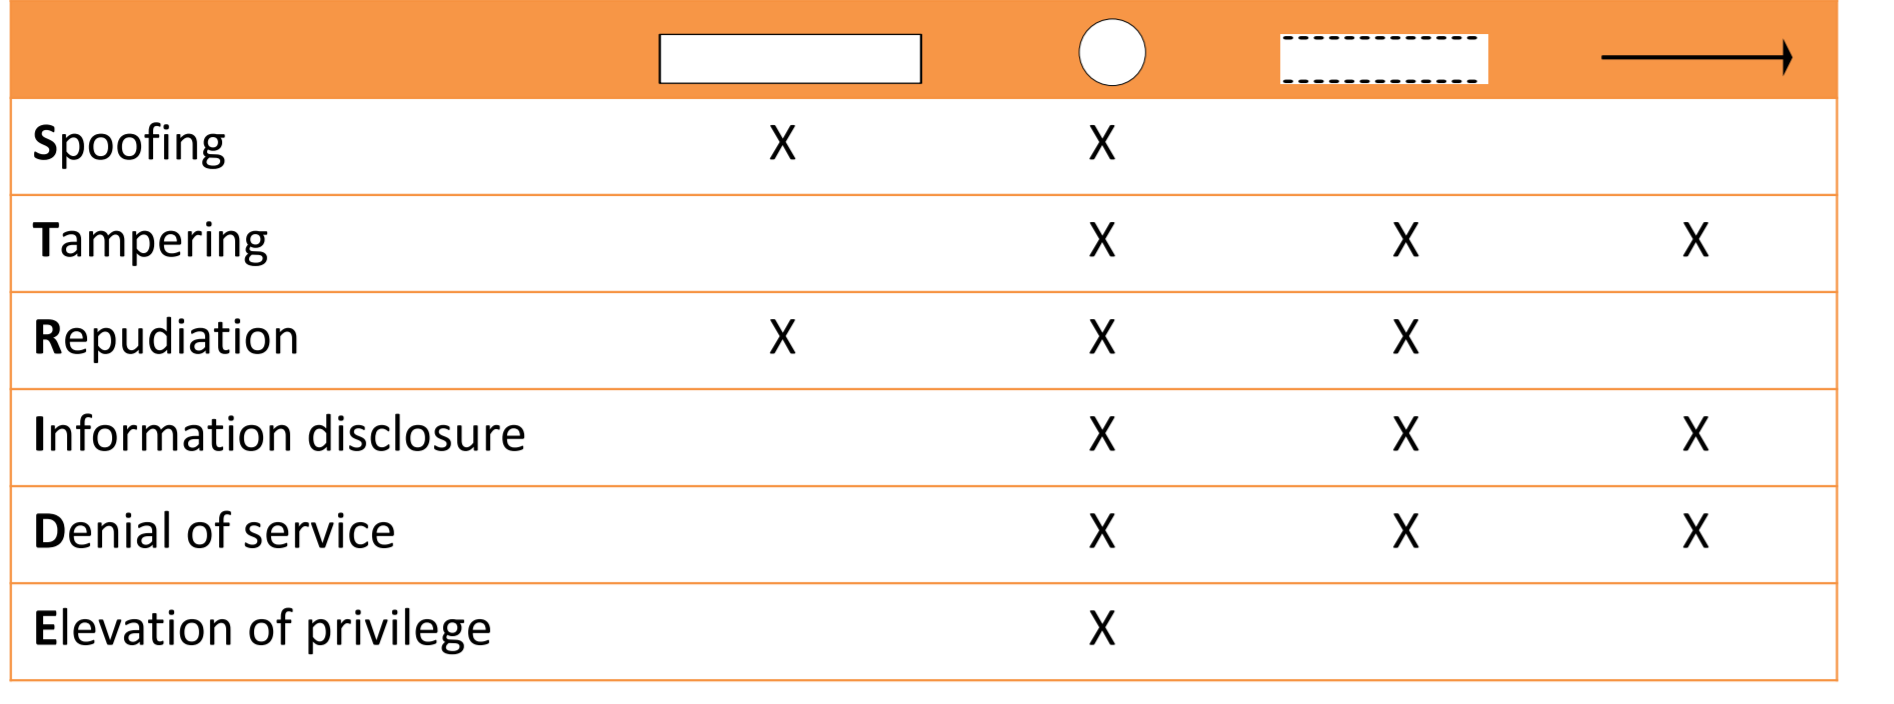 Spoofing X X
Tampering X X X
Repudiation X X X
Information disclosure X X X
Denial of service X X X
Elevation of privilege X